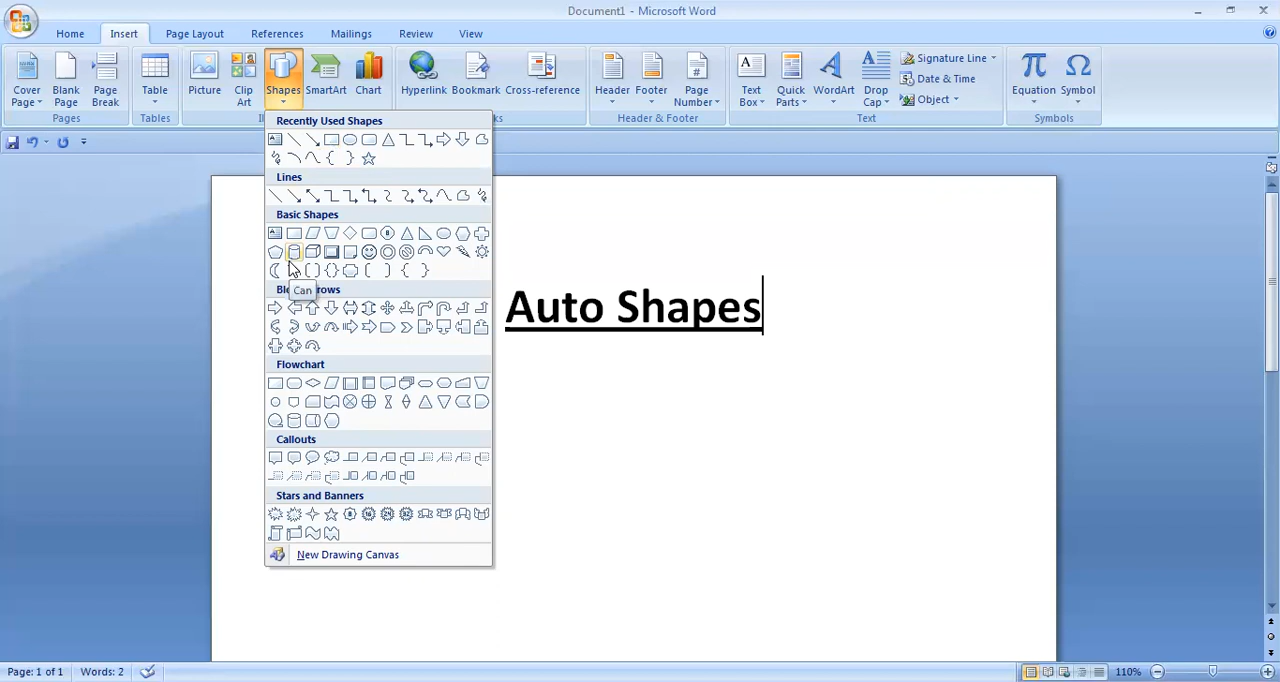 Document1 - Microsoft Word
Home Insert Page Layout References Mailings Review View
Cover Page Blank Page Page Break Table Picture Clip Art Shapes SmartArt Chart Hyperlink Bookmark Cross-reference Header Footer Page Number Text Box Quick Parts WordArt Drop Cap Signature Line Date & Time Object Equation Symbol
Pages Tables Header & Footer Text Symbols
Recently Used Shapes
Lines
Basic Shapes
Can
Auto Shapes
Flowchart
Callouts
Stars and Banners
New Drawing Canvas
Page: 1 of 1 Words: 2 110%